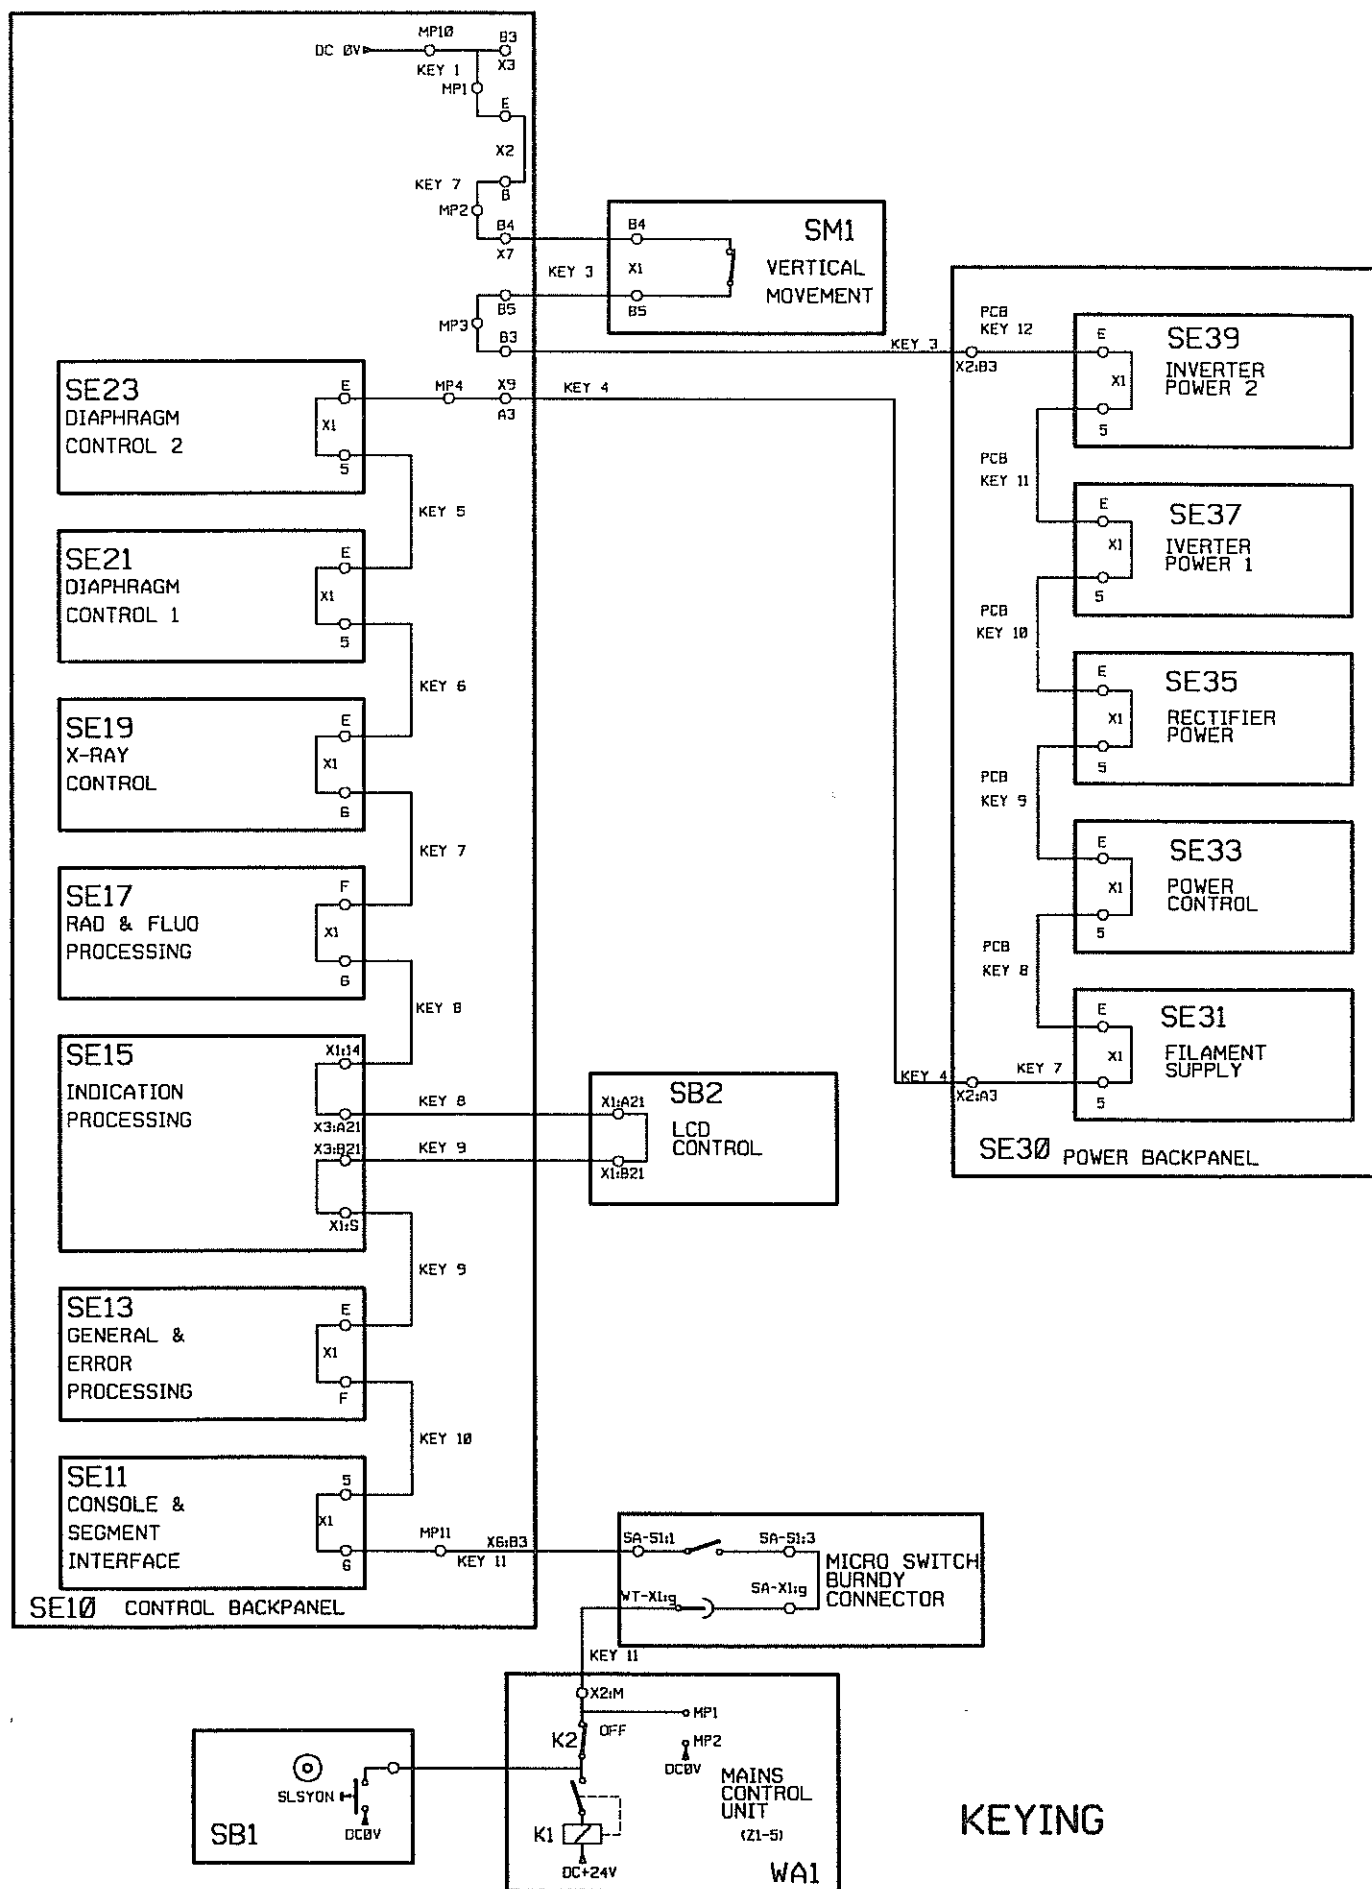 DC 0V
MP10
B3
X3
KEY 1
MP1
E
X2
KEY 7
B
MP2
B4
X7
KEY 3
B5
MP3
B3
B4
X1
B5
SM1
VERTICAL
MOVEMENT
KEY 3
X2:B3
PCB
KEY 12
E
X1
5
SE39
INVERTER
POWER 2
PCB
KEY 11
E
X1
5
SE37
IVERTER
POWER 1
PCB
KEY 10
E
X1
5
SE35
RECTIFIER
POWER
PCB
KEY 9
E
X1
5
SE33
POWER
CONTROL
PCB
KEY 8
E
X1
5
SE31
FILAMENT
SUPPLY
KEY 4
X2:A3
KEY 7
SE30 POWER BACKPANEL
SE23
DIAPHRAGM
CONTROL 2
E
X1
5
MP4
X9
A3
KEY 4
KEY 5
SE21
DIAPHRAGM
CONTROL 1
E
X1
5
KEY 6
SE19
X-RAY
CONTROL
E
X1
6
KEY 7
SE17
RAD & FLUO
PROCESSING
F
X1
6
KEY 8
SE15
INDICATION
PROCESSING
X1:14
X3:A21
X3:B21
X1:S
KEY 8
KEY 9
X1:A21
X1:B21
SB2
LCD
CONTROL
KEY 9
SE13
GENERAL &
ERROR
PROCESSING
E
X1
F
KEY 10
SE11
CONSOLE &
SEGMENT
INTERFACE
5
X1
6
MP11
X6:B3
KEY 11
SE10 CONTROL BACKPANEL
SA-S1:1
SA-S1:3
WT-X1:g
SA-X1:g
MICRO SWITCH
BURNDY
CONNECTOR
KEY 11
X2:M
MP1
K2
OFF
MP2
DC0V
MAINS
CONTROL
UNIT
(Z1-5)
K1
DC+24V
WA1
SLSYON
DC0V
SB1
KEYING